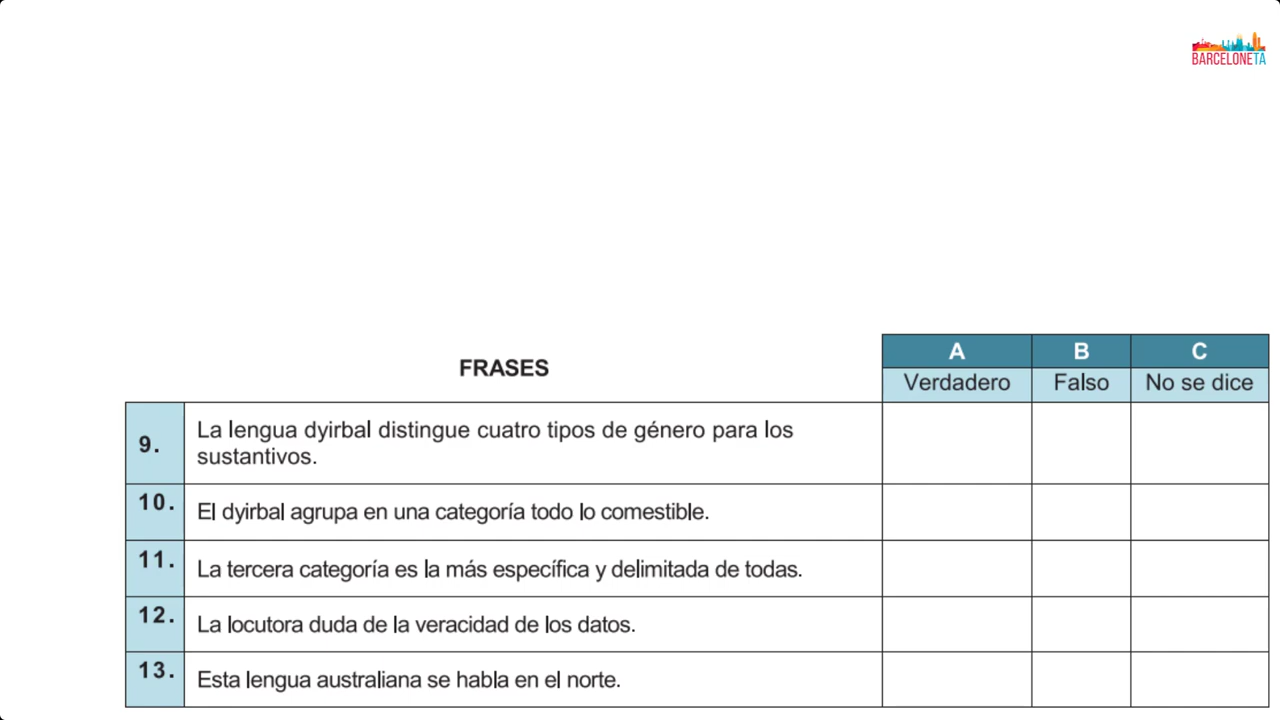 BARCELONETA
FRASES
A
B
C
Verdadero
Falso
No se dice
9.
La lengua dyirbal distingue cuatro tipos de género para los
sustantivos.
10.
El dyirbal agrupa en una categoría todo lo comestible.
11.
La tercera categoría es la más específica y delimitada de todas.
12.
La locutora duda de la veracidad de los datos.
13.
Esta lengua australiana se habla en el norte.